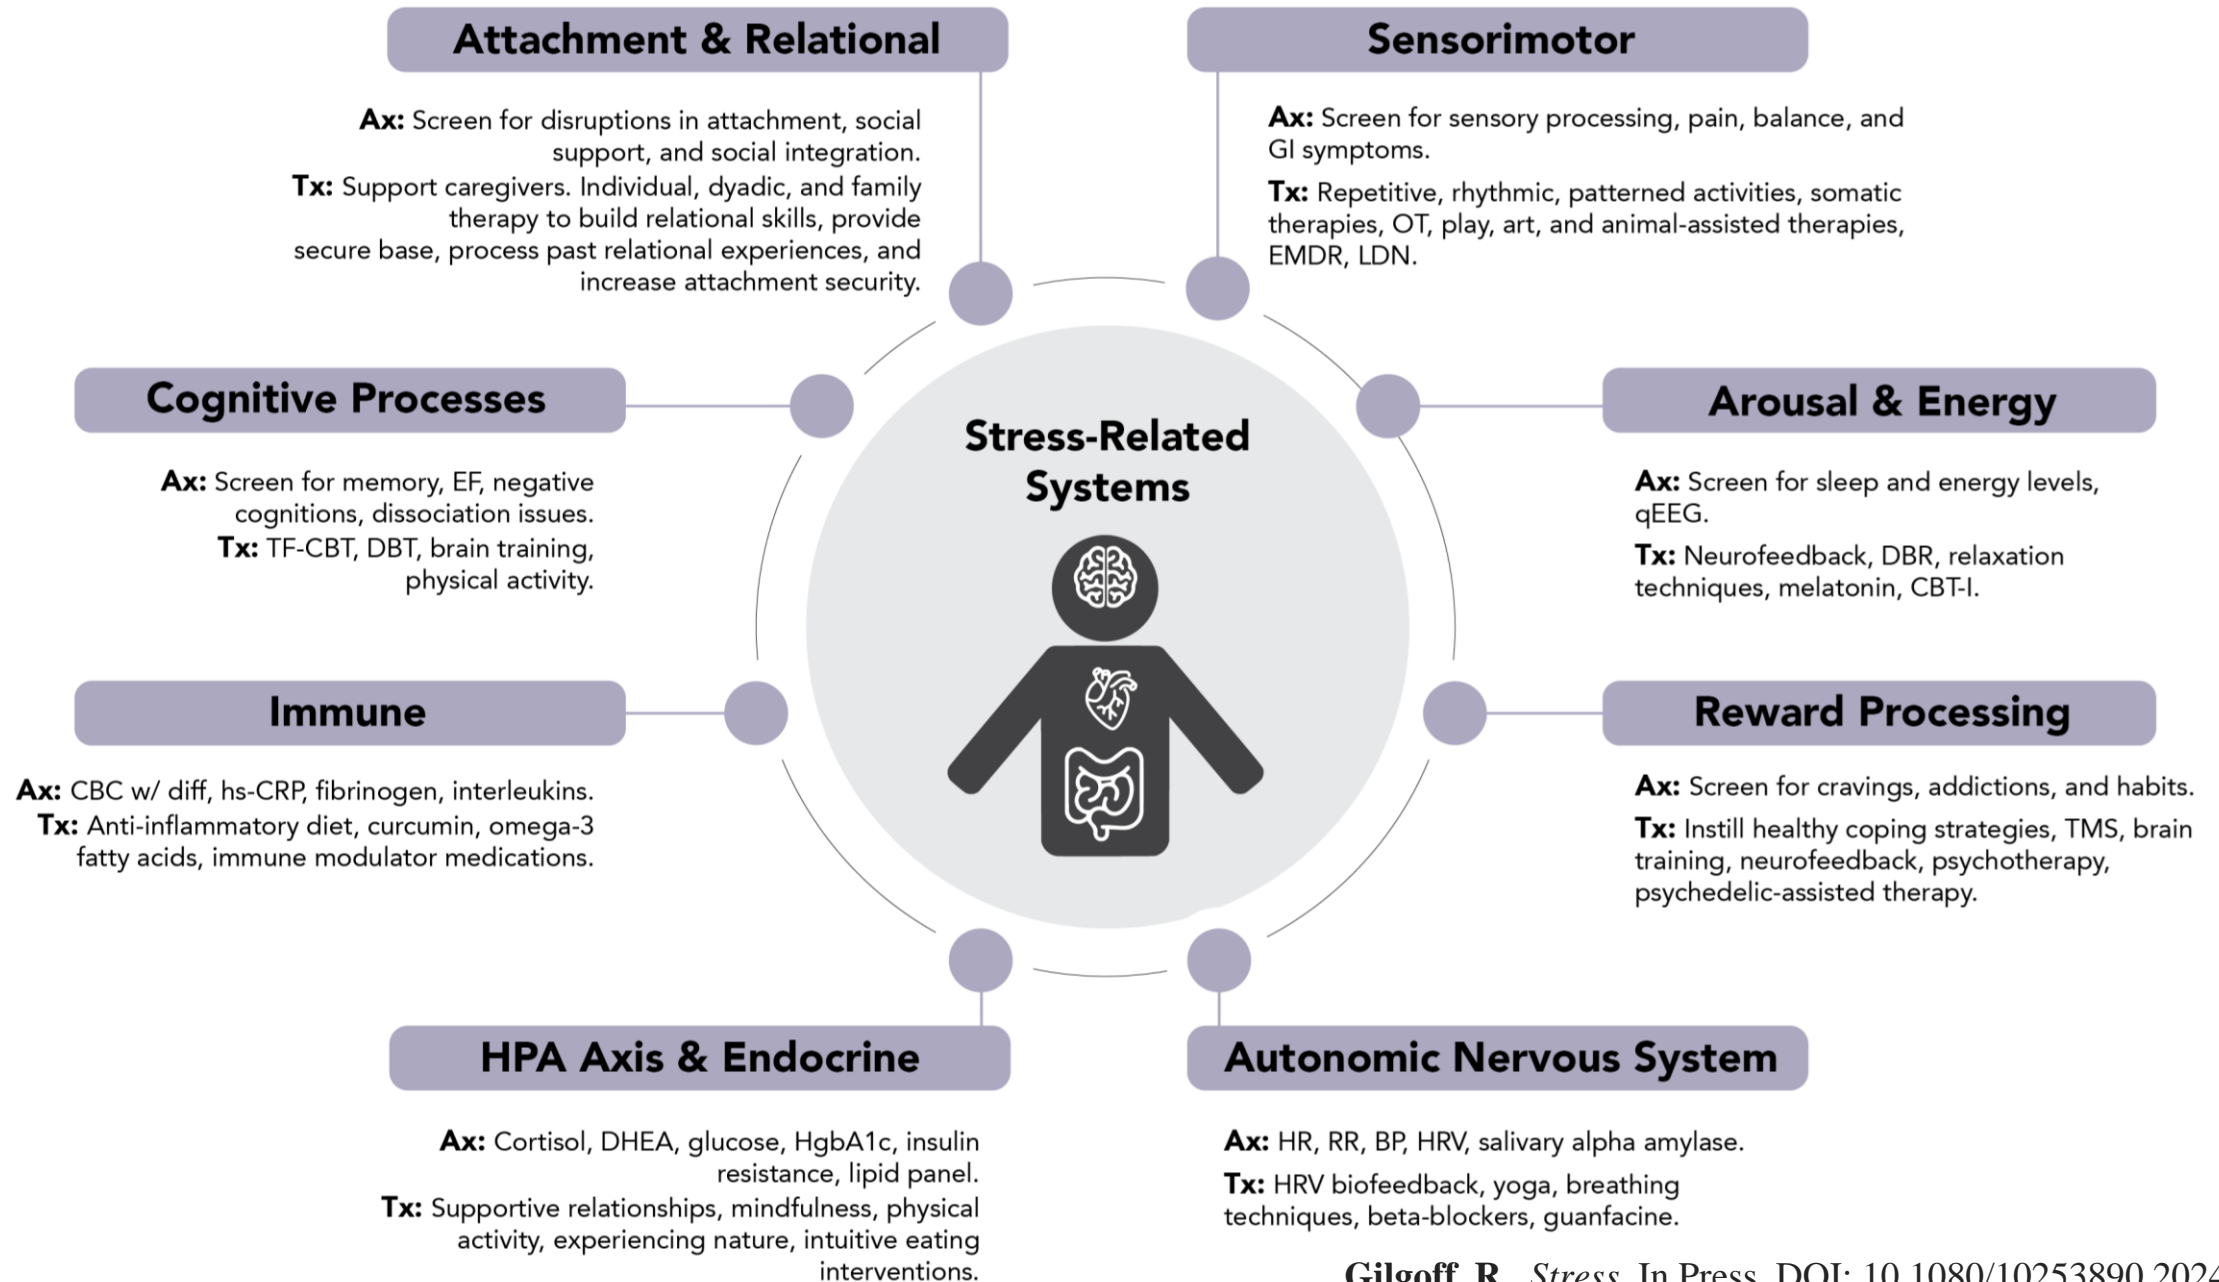 Attachment & Relational
Ax: Screen for disruptions in attachment, social
support, and social integration.
Tx: Support caregivers. Individual, dyadic, and family
therapy to build relational skills, provide
secure base, process past relational experiences, and
increase attachment security.
Sensorimotor
Ax: Screen for sensory processing, pain, balance, and
GI symptoms.
Tx: Repetitive, rhythmic, patterned activities, somatic
therapies, OT, play, art, and animal-assisted therapies,
EMDR, LDN.
Cognitive Processes
Ax: Screen for memory, EF, negative
cognitions, dissociation issues.
Tx: TF-CBT, DBT, brain training,
physical activity.
Stress-Related
Systems
Arousal & Energy
Ax: Screen for sleep and energy levels,
qEEG.
Tx: Neurofeedback, DBR, relaxation
techniques, melatonin, CBT-I.
Immune
Ax: CBC w/ diff, hs-CRP, fibrinogen, interleukins.
Tx: Anti-inflammatory diet, curcumin, omega-3
fatty acids, immune modulator medications.
Reward Processing
Ax: Screen for cravings, addictions, and habits.
Tx: Instill healthy coping strategies, TMS, brain
training, neurofeedback, psychotherapy,
psychedelic-assisted therapy.
HPA Axis & Endocrine
Ax: Cortisol, DHEA, glucose, HgbA1c, insulin
resistance, lipid panel.
Tx: Supportive relationships, mindfulness, physical
activity, experiencing nature, intuitive eating
interventions.
Autonomic Nervous System
Ax: HR, RR, BP, HRV, salivary alpha amylase.
Tx: HRV biofeedback, yoga, breathing
techniques, beta-blockers, guanfacine.
Gilgoff, R., Stress. In Press. DOI: 10.1080/10253890.2024